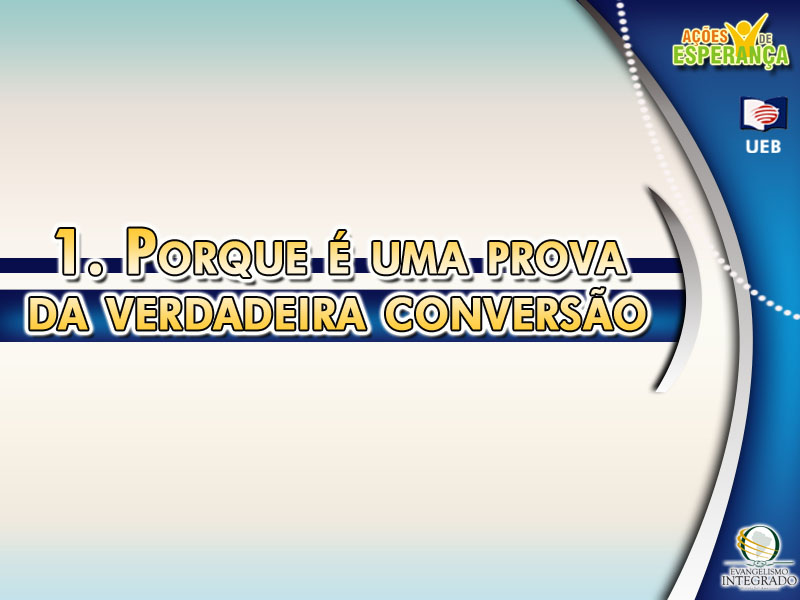 AÇÕES DE
ESPERANÇA
UEB
1. PORQUE É UMA PROVA
DA VERDADEIRA CONVERSÃO
EVANGELISMO
INTEGRADO